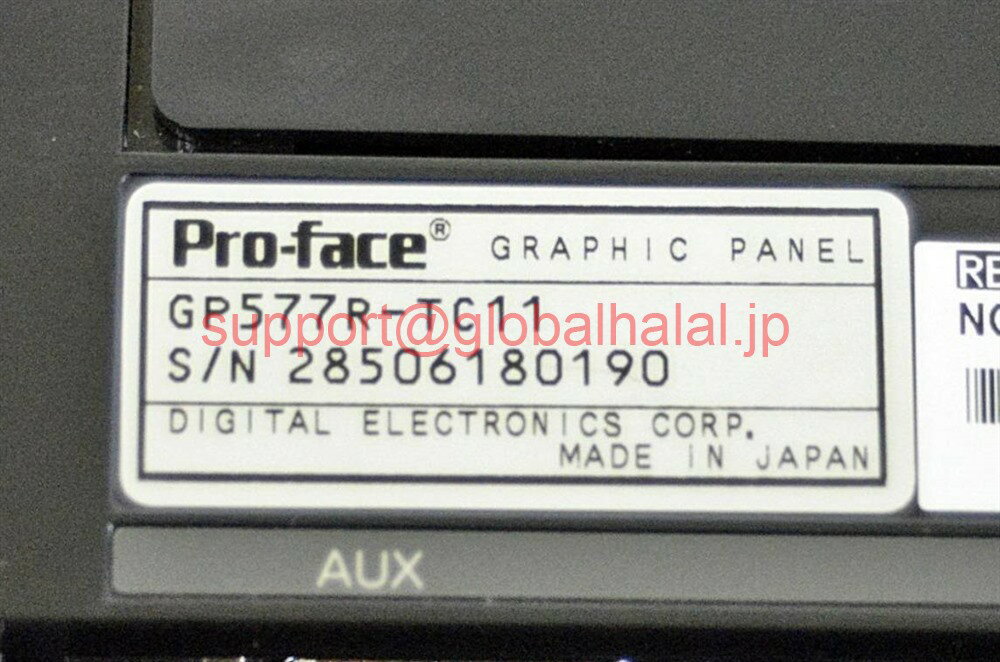 Pro-face® GRAPHIC PANEL
GP577R-TC11
support@globalhalal.jp
S/N 28506180190
DIGITAL ELECTRONICS CORP.
MADE IN JAPAN
AUX